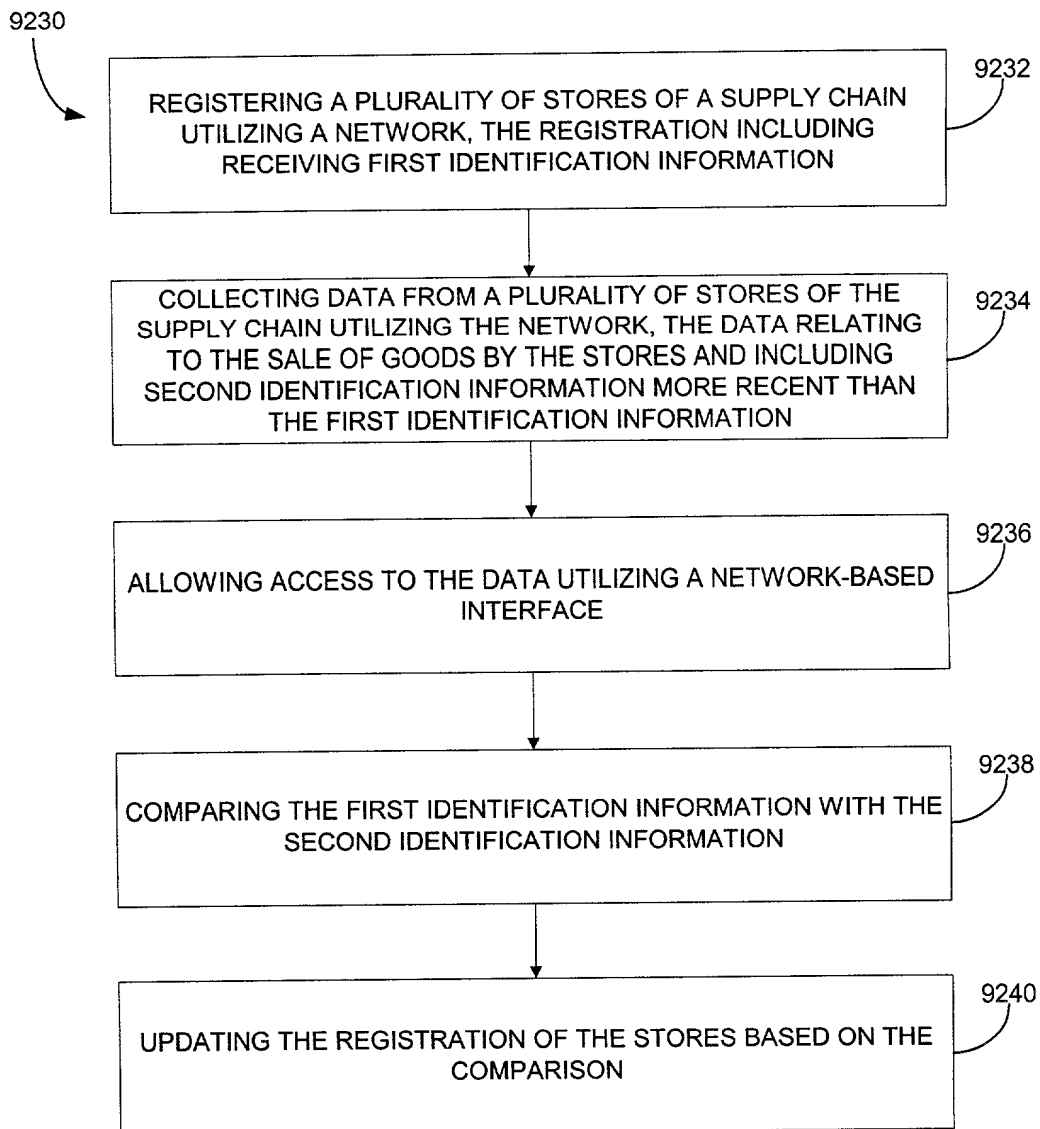 9230
9232
REGISTERING A PLURALITY OF STORES OF A SUPPLY CHAIN
UTILIZING A NETWORK, THE REGISTRATION INCLUDING
RECEIVING FIRST IDENTIFICATION INFORMATION
9234
COLLECTING DATA FROM A PLURALITY OF STORES OF THE
SUPPLY CHAIN UTILIZING THE NETWORK, THE DATA RELATING
TO THE SALE OF GOODS BY THE STORES AND INCLUDING
SECOND IDENTIFICATION INFORMATION MORE RECENT THAN
THE FIRST IDENTIFICATION INFORMATION
9236
ALLOWING ACCESS TO THE DATA UTILIZING A NETWORK-BASED
INTERFACE
9238
COMPARING THE FIRST IDENTIFICATION INFORMATION WITH THE
SECOND IDENTIFICATION INFORMATION
9240
UPDATING THE REGISTRATION OF THE STORES BASED ON THE
COMPARISON